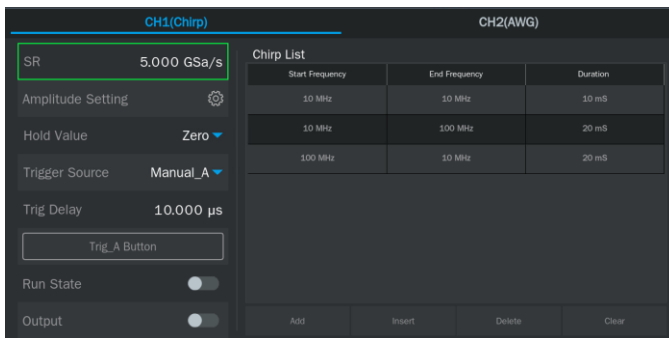 CH1(Chirp) CH2(AWG)
SR 5.000 GSa/s
Amplitude Setting
Hold Value Zero
Trigger Source Manual_A
Trig Delay 10.000 µs
Trig_A Button
Run State
Output
Chirp List
Start Frequency End Frequency Duration
10 MHz 10 MHz 10 mS
10 MHz 100 MHz 20 mS
100 MHz 10 MHz 20 mS
Add Insert Delete Clear